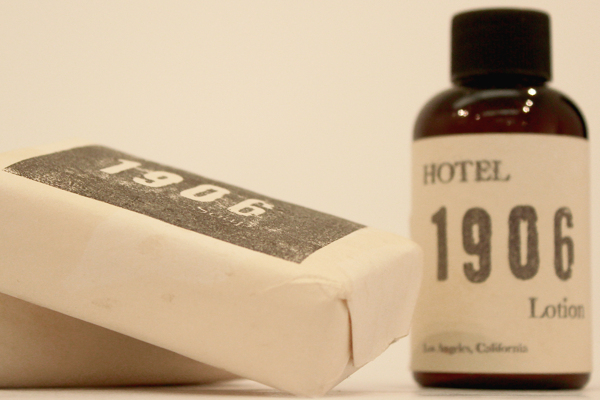 1906
HOTEL
1906
Lotion
Los Angeles, California